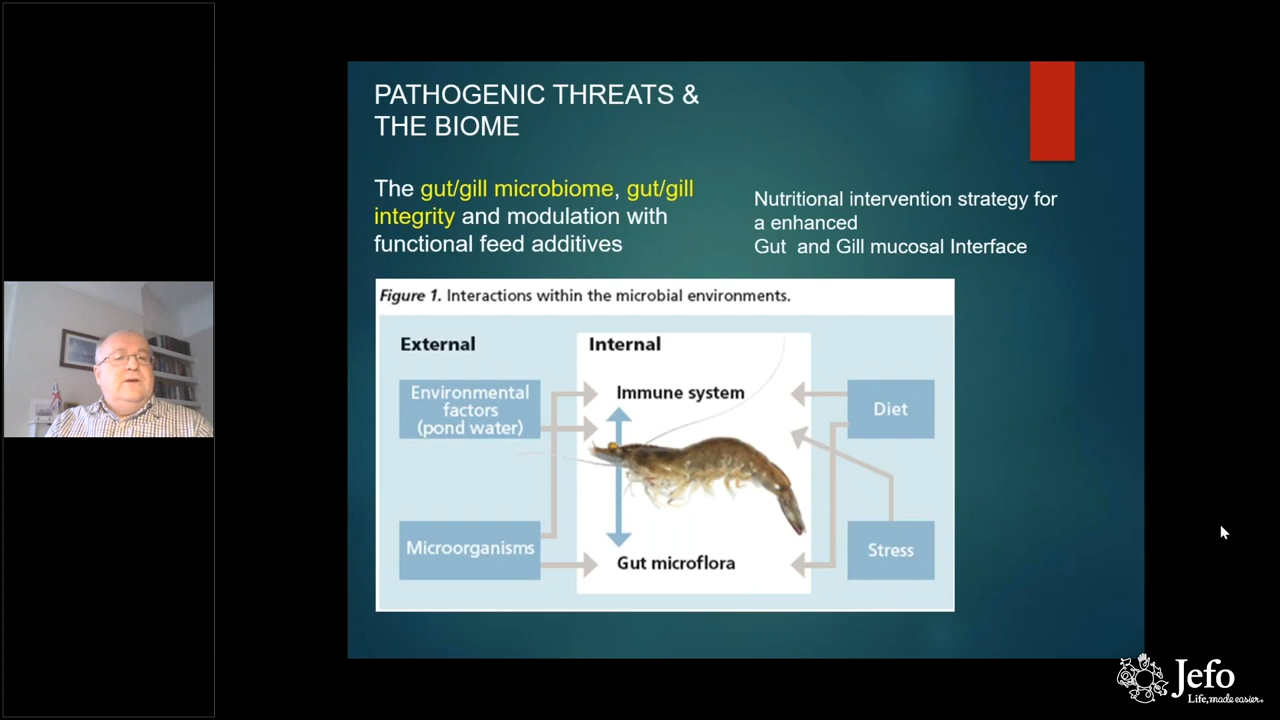 PATHOGENIC THREATS &
THE BIOME
The gut/gill microbiome, gut/gill
integrity and modulation with
functional feed additives
Nutritional intervention strategy for
a enhanced
Gut and Gill mucosal Interface
Figure 1. Interactions within the microbial environments.
External
Internal
Environmental
factors
(pond water)
Immune system
Diet
Microorganisms
Gut microflora
Stress
Jefo
Life, made easier.